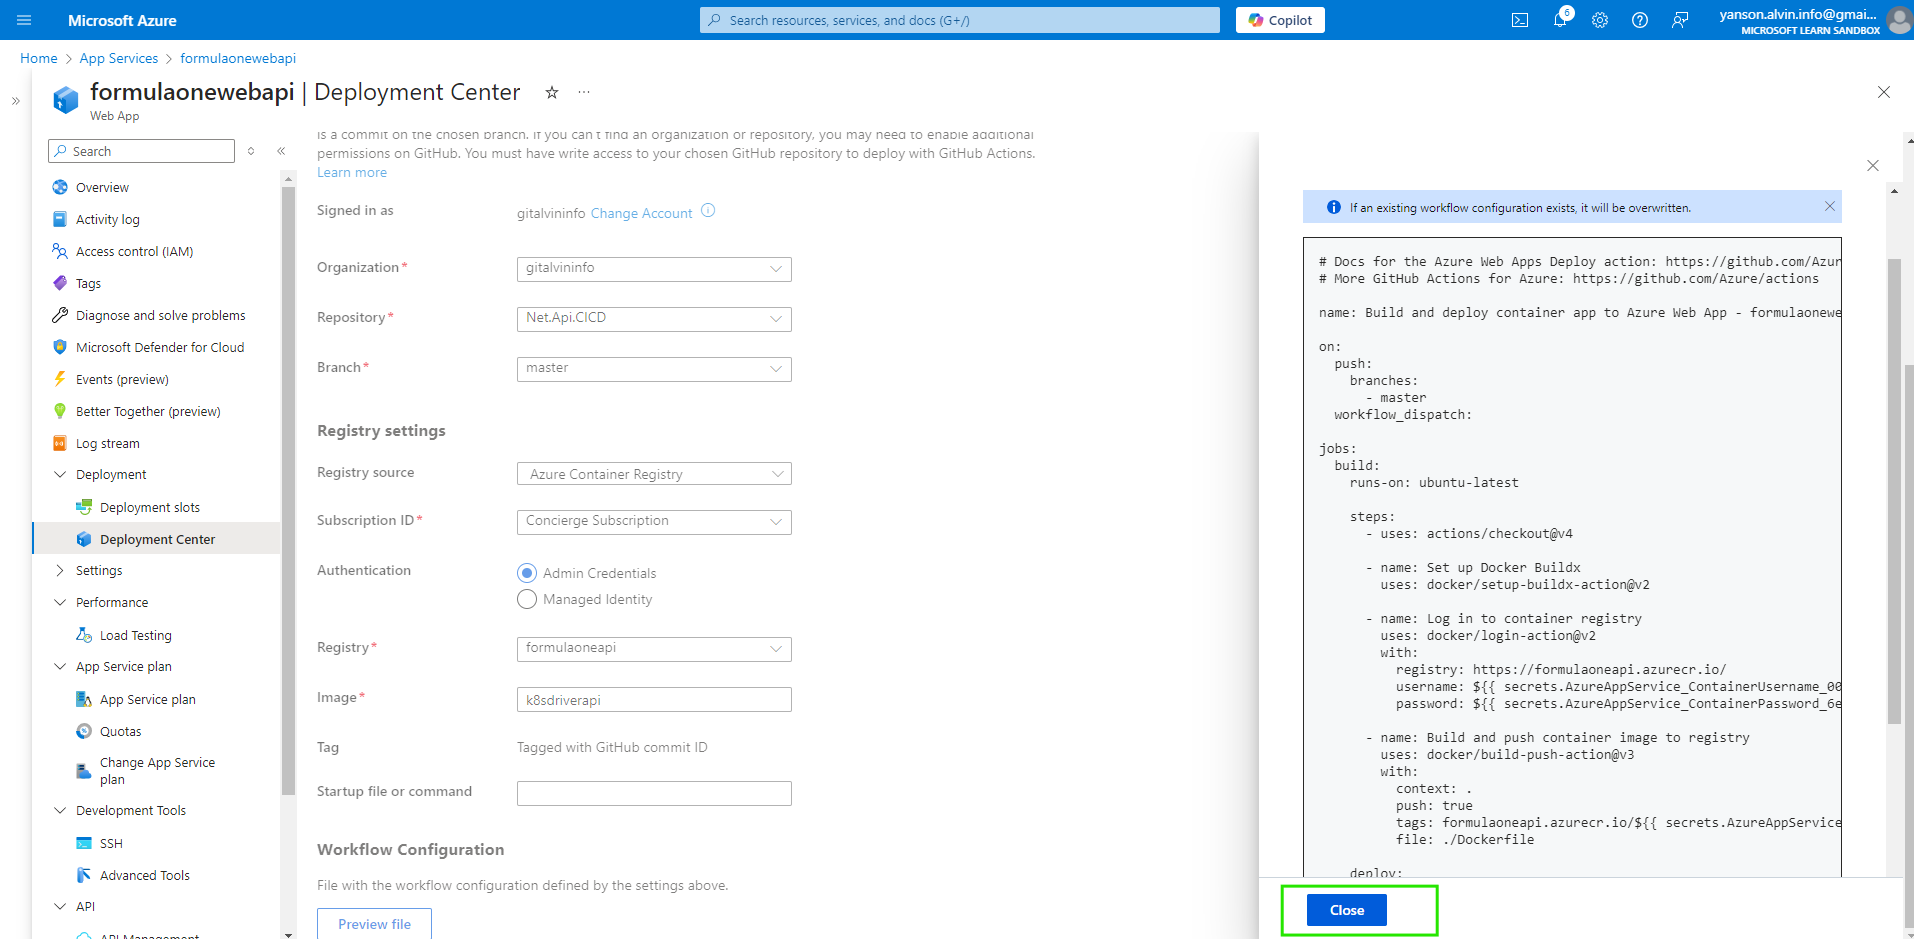 Microsoft Azure
Search resources, services, and docs (G+/)
Copilot
6
yanson.alvin.info@gmai...
MICROSOFT LEARN SANDBOX
Home > App Services > formulaonewebapi
formulaonewebapi | Deployment Center
Web App
Search
Overview
Activity log
Access control (IAM)
Tags
Diagnose and solve problems
Microsoft Defender for Cloud
Events (preview)
Better Together (preview)
Log stream
Deployment
Deployment slots
Deployment Center
Settings
Performance
Load Testing
App Service plan
App Service plan
Quotas
Change App Service
plan
Development Tools
SSH
Advanced Tools
API
API Management
is a commit on the chosen branch. If you can't find an organization or repository, you may need to enable additional
permissions on GitHub. You must have write access to your chosen GitHub repository to deploy with GitHub Actions.
Learn more
Signed in as
gitalvininfo Change Account
Organization*
gitalvininfo
Repository*
Net.Api.CICD
Branch*
master
Registry settings
Registry source
Azure Container Registry
Subscription ID*
Concierge Subscription
Authentication
Admin Credentials
Managed Identity
Registry*
formulaoneapi
Image*
k8sdriverapi
Tag
Tagged with GitHub commit ID
Startup file or command
Workflow Configuration
File with the workflow configuration defined by the settings above.
Preview file
If an existing workflow configuration exists, it will be overwritten.
# Docs for the Azure Web Apps Deploy action: https://github.com/Azur
# More GitHub Actions for Azure: https://github.com/Azure/actions
name: Build and deploy container app to Azure Web App - formulaonewe
on:
push:
branches:
- master
workflow_dispatch:
jobs:
build:
runs-on: ubuntu-latest
steps:
- uses: actions/checkout@v4
- name: Set up Docker Buildx
uses: docker/setup-buildx-action@v2
- name: Log in to container registry
uses: docker/login-action@v2
with:
registry: https://formulaoneapi.azurecr.io/
username: ${{ secrets.AzureAppService_ContainerUsername_00
password: ${{ secrets.AzureAppService_ContainerPassword_6e
- name: Build and push container image to registry
uses: docker/build-push-action@v3
with:
context: .
push: true
tags: formulaoneapi.azurecr.io/${{ secrets.AzureAppService
file: ./Dockerfile
deploy:
Close